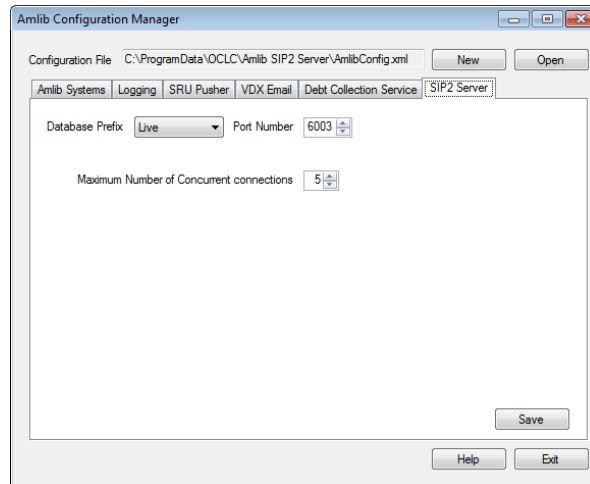 Amlib Configuration Manager
Configuration File C:\ProgramData\OCLC\Amlib SIP2 Server\AmlibConfig.xml New Open
Amlib Systems Logging SRU Pusher VDX Email Debt Collection Service SIP2 Server
Database Prefix Live Port Number 6003
Maximum Number of Concurrent connections 5
Save
Help Exit